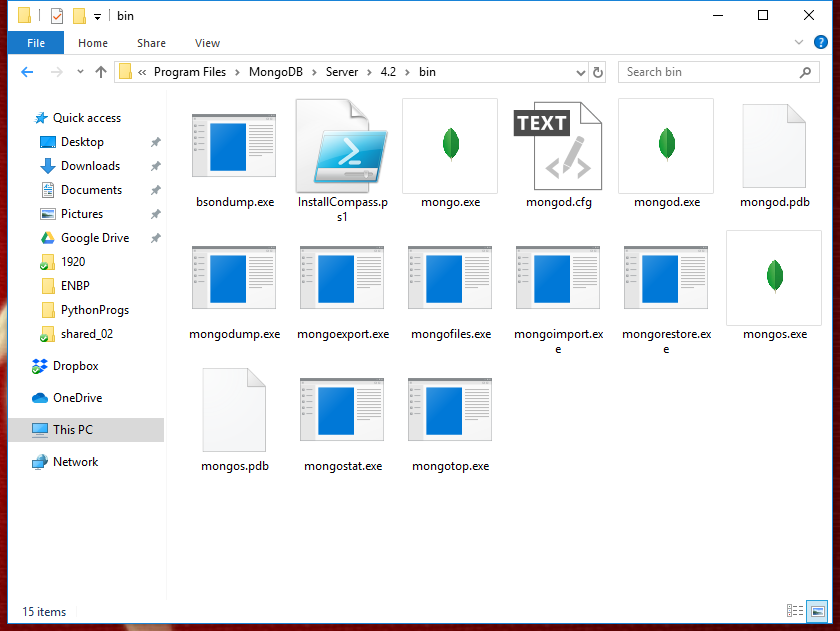 bin
File Home Share View
« Program Files > MongoDB > Server > 4.2 > bin
Search bin
Quick access
Desktop
Downloads
Documents
Pictures
Google Drive
1920
ENBP
PythonProgs
shared_02
Dropbox
OneDrive
This PC
Network
TEXT
bsondump.exe
InstallCompass.p
s1
mongo.exe
mongod.cfg
mongod.exe
mongod.pdb
mongodump.exe
mongoexport.exe
mongofiles.exe
mongoimport.ex
e
mongorestore.ex
e
mongos.exe
mongos.pdb
mongostat.exe
mongotop.exe
15 items